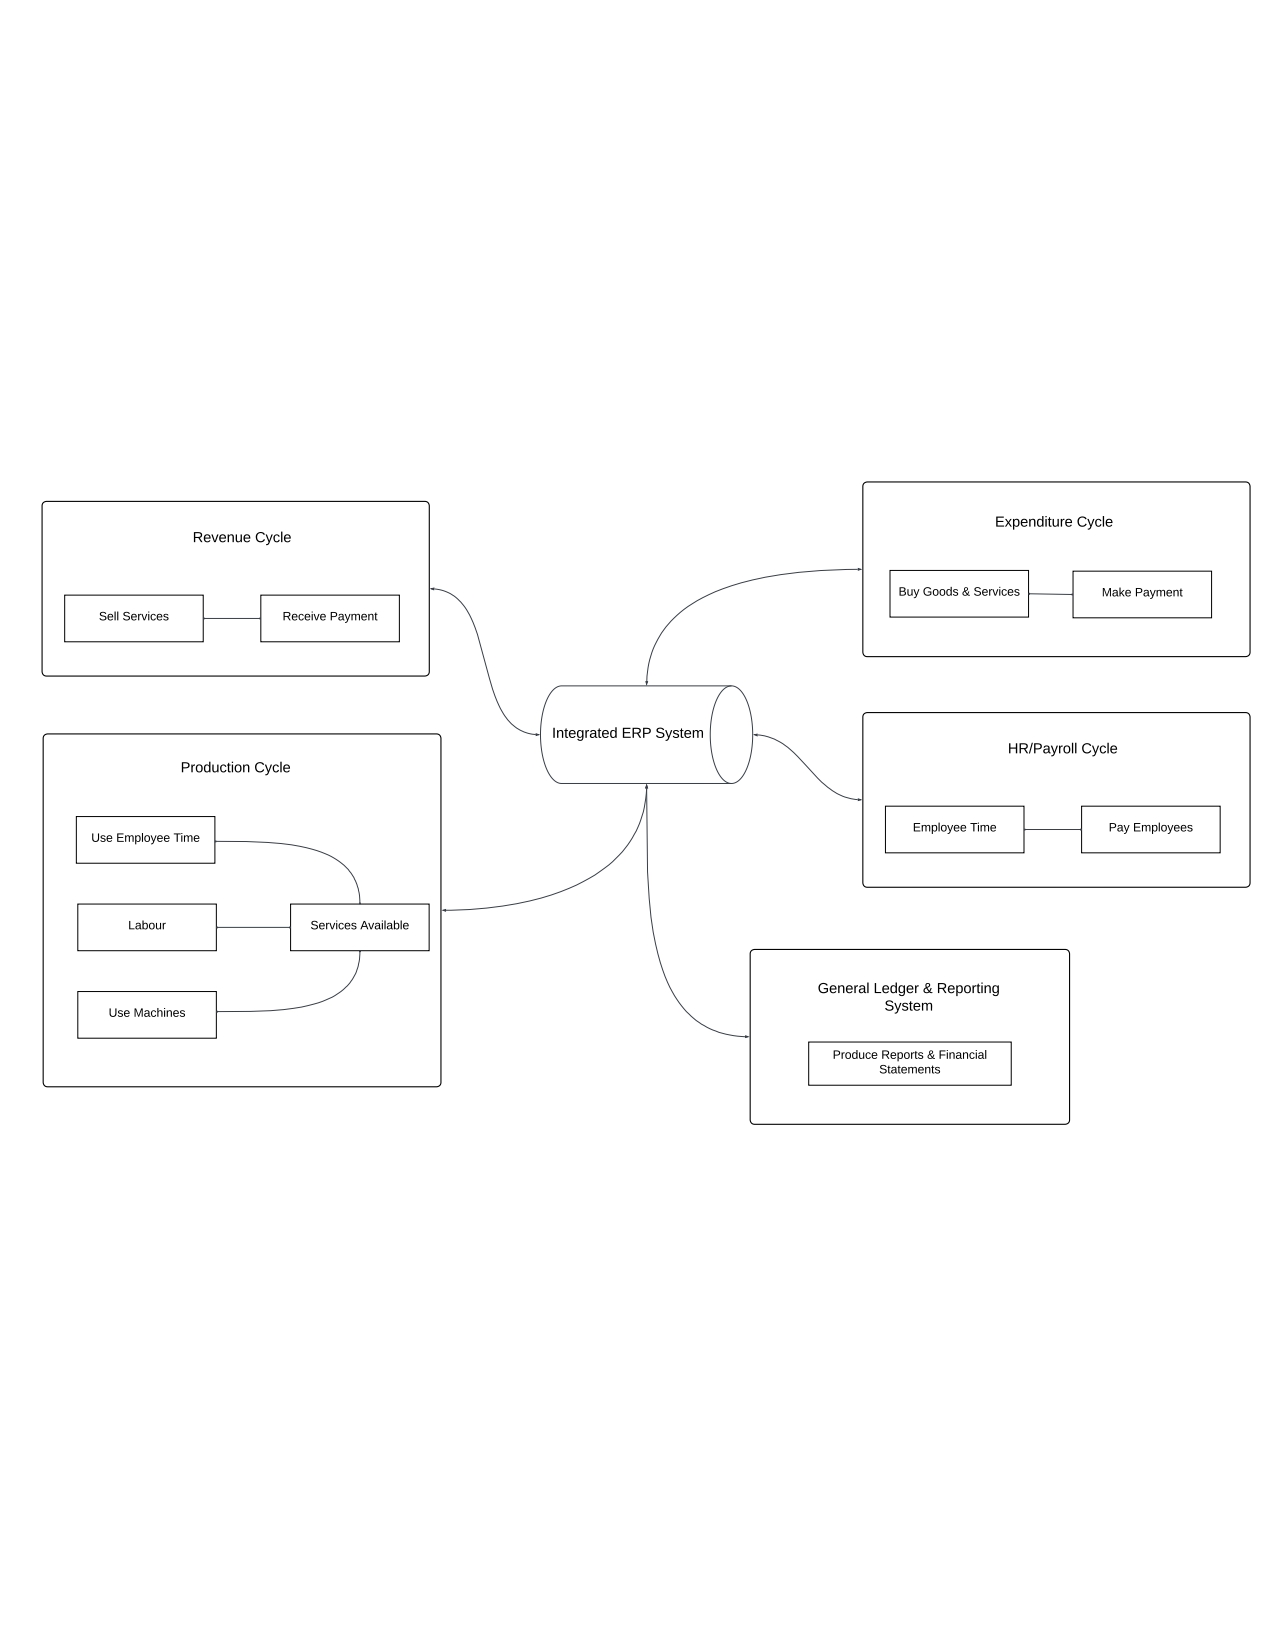 Revenue Cycle
Sell Services
Receive Payment
Expenditure Cycle
Buy Goods & Services
Make Payment
Integrated ERP System
HR/Payroll Cycle
Employee Time
Pay Employees
Production Cycle
Use Employee Time
Labour
Services Available
Use Machines
General Ledger & Reporting
System
Produce Reports & Financial
Statements